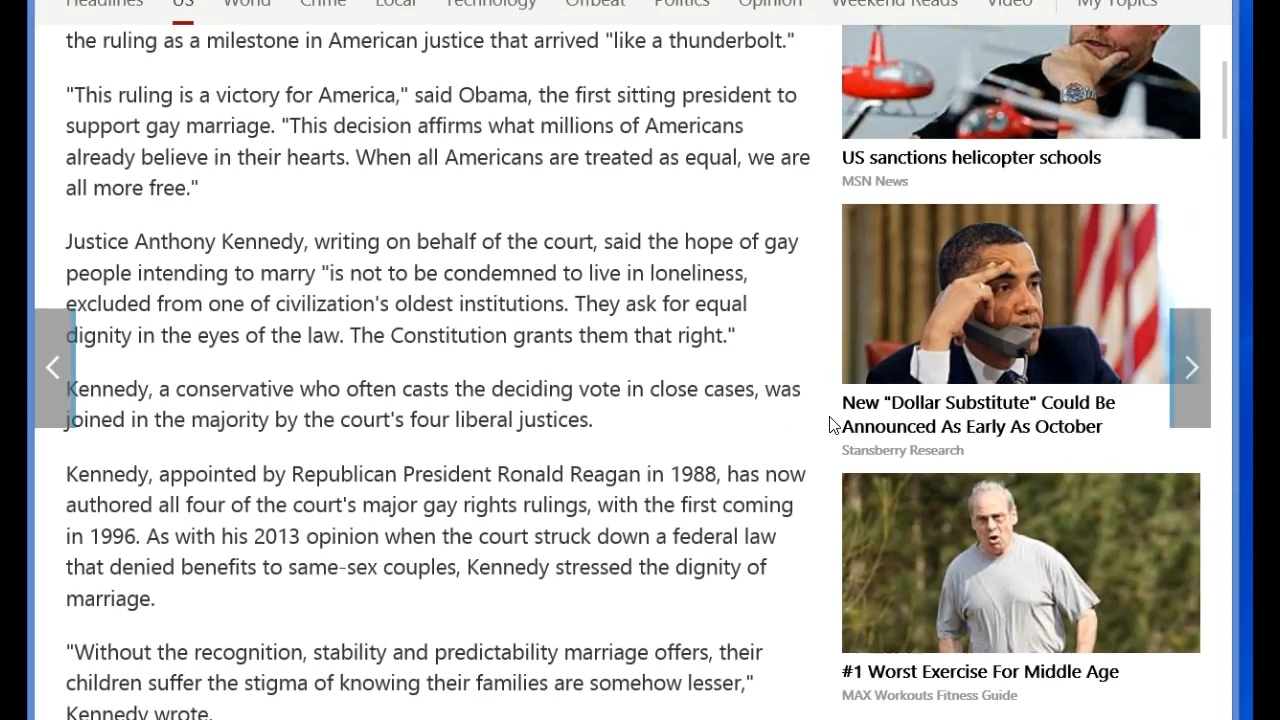 Headlines US World Crime Local Technology Offbeat Politics Opinion Weekend Reads Video My Topics
the ruling as a milestone in American justice that arrived "like a thunderbolt."
"This ruling is a victory for America," said Obama, the first sitting president to
support gay marriage. "This decision affirms what millions of Americans
already believe in their hearts. When all Americans are treated as equal, we are
all more free."
Justice Anthony Kennedy, writing on behalf of the court, said the hope of gay
people intending to marry "is not to be condemned to live in loneliness,
excluded from one of civilization's oldest institutions. They ask for equal
dignity in the eyes of the law. The Constitution grants them that right."
Kennedy, a conservative who often casts the deciding vote in close cases, was
joined in the majority by the court's four liberal justices.
Kennedy, appointed by Republican President Ronald Reagan in 1988, has now
authored all four of the court's major gay rights rulings, with the first coming
in 1996. As with his 2013 opinion when the court struck down a federal law
that denied benefits to same-sex couples, Kennedy stressed the dignity of
marriage.
"Without the recognition, stability and predictability marriage offers, their
children suffer the stigma of knowing their families are somehow lesser,"
Kennedy wrote.
US sanctions helicopter schools
MSN News
New "Dollar Substitute" Could Be
Announced As Early As October
Stansberry Research
#1 Worst Exercise For Middle Age
MAX Workouts Fitness Guide